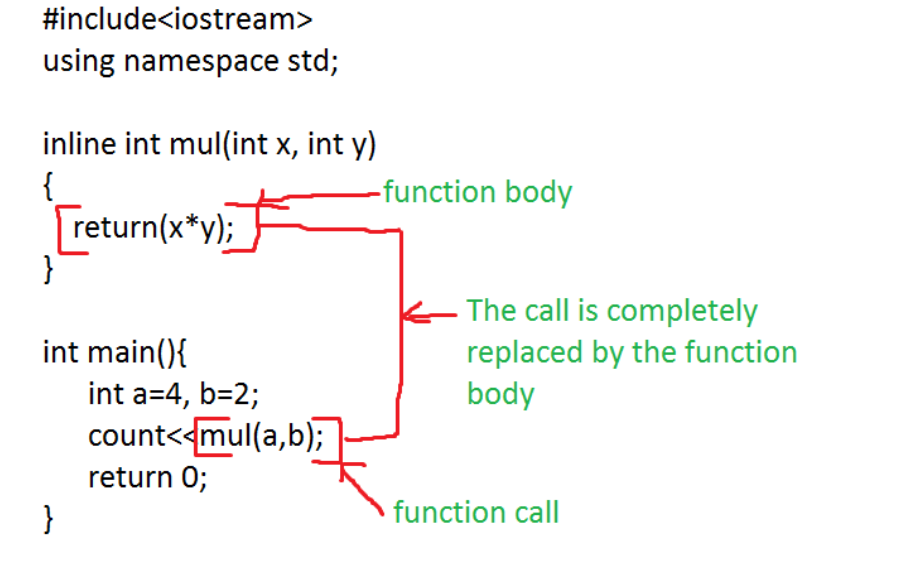 #include<iostream>
using namespace std;
inline int mul(int x, int y)
{
function body
return(x*y);
}
The call is completely
replaced by the function
body
int main(){
int a=4, b=2;
count<<mul(a,b);
return 0;
}
function call